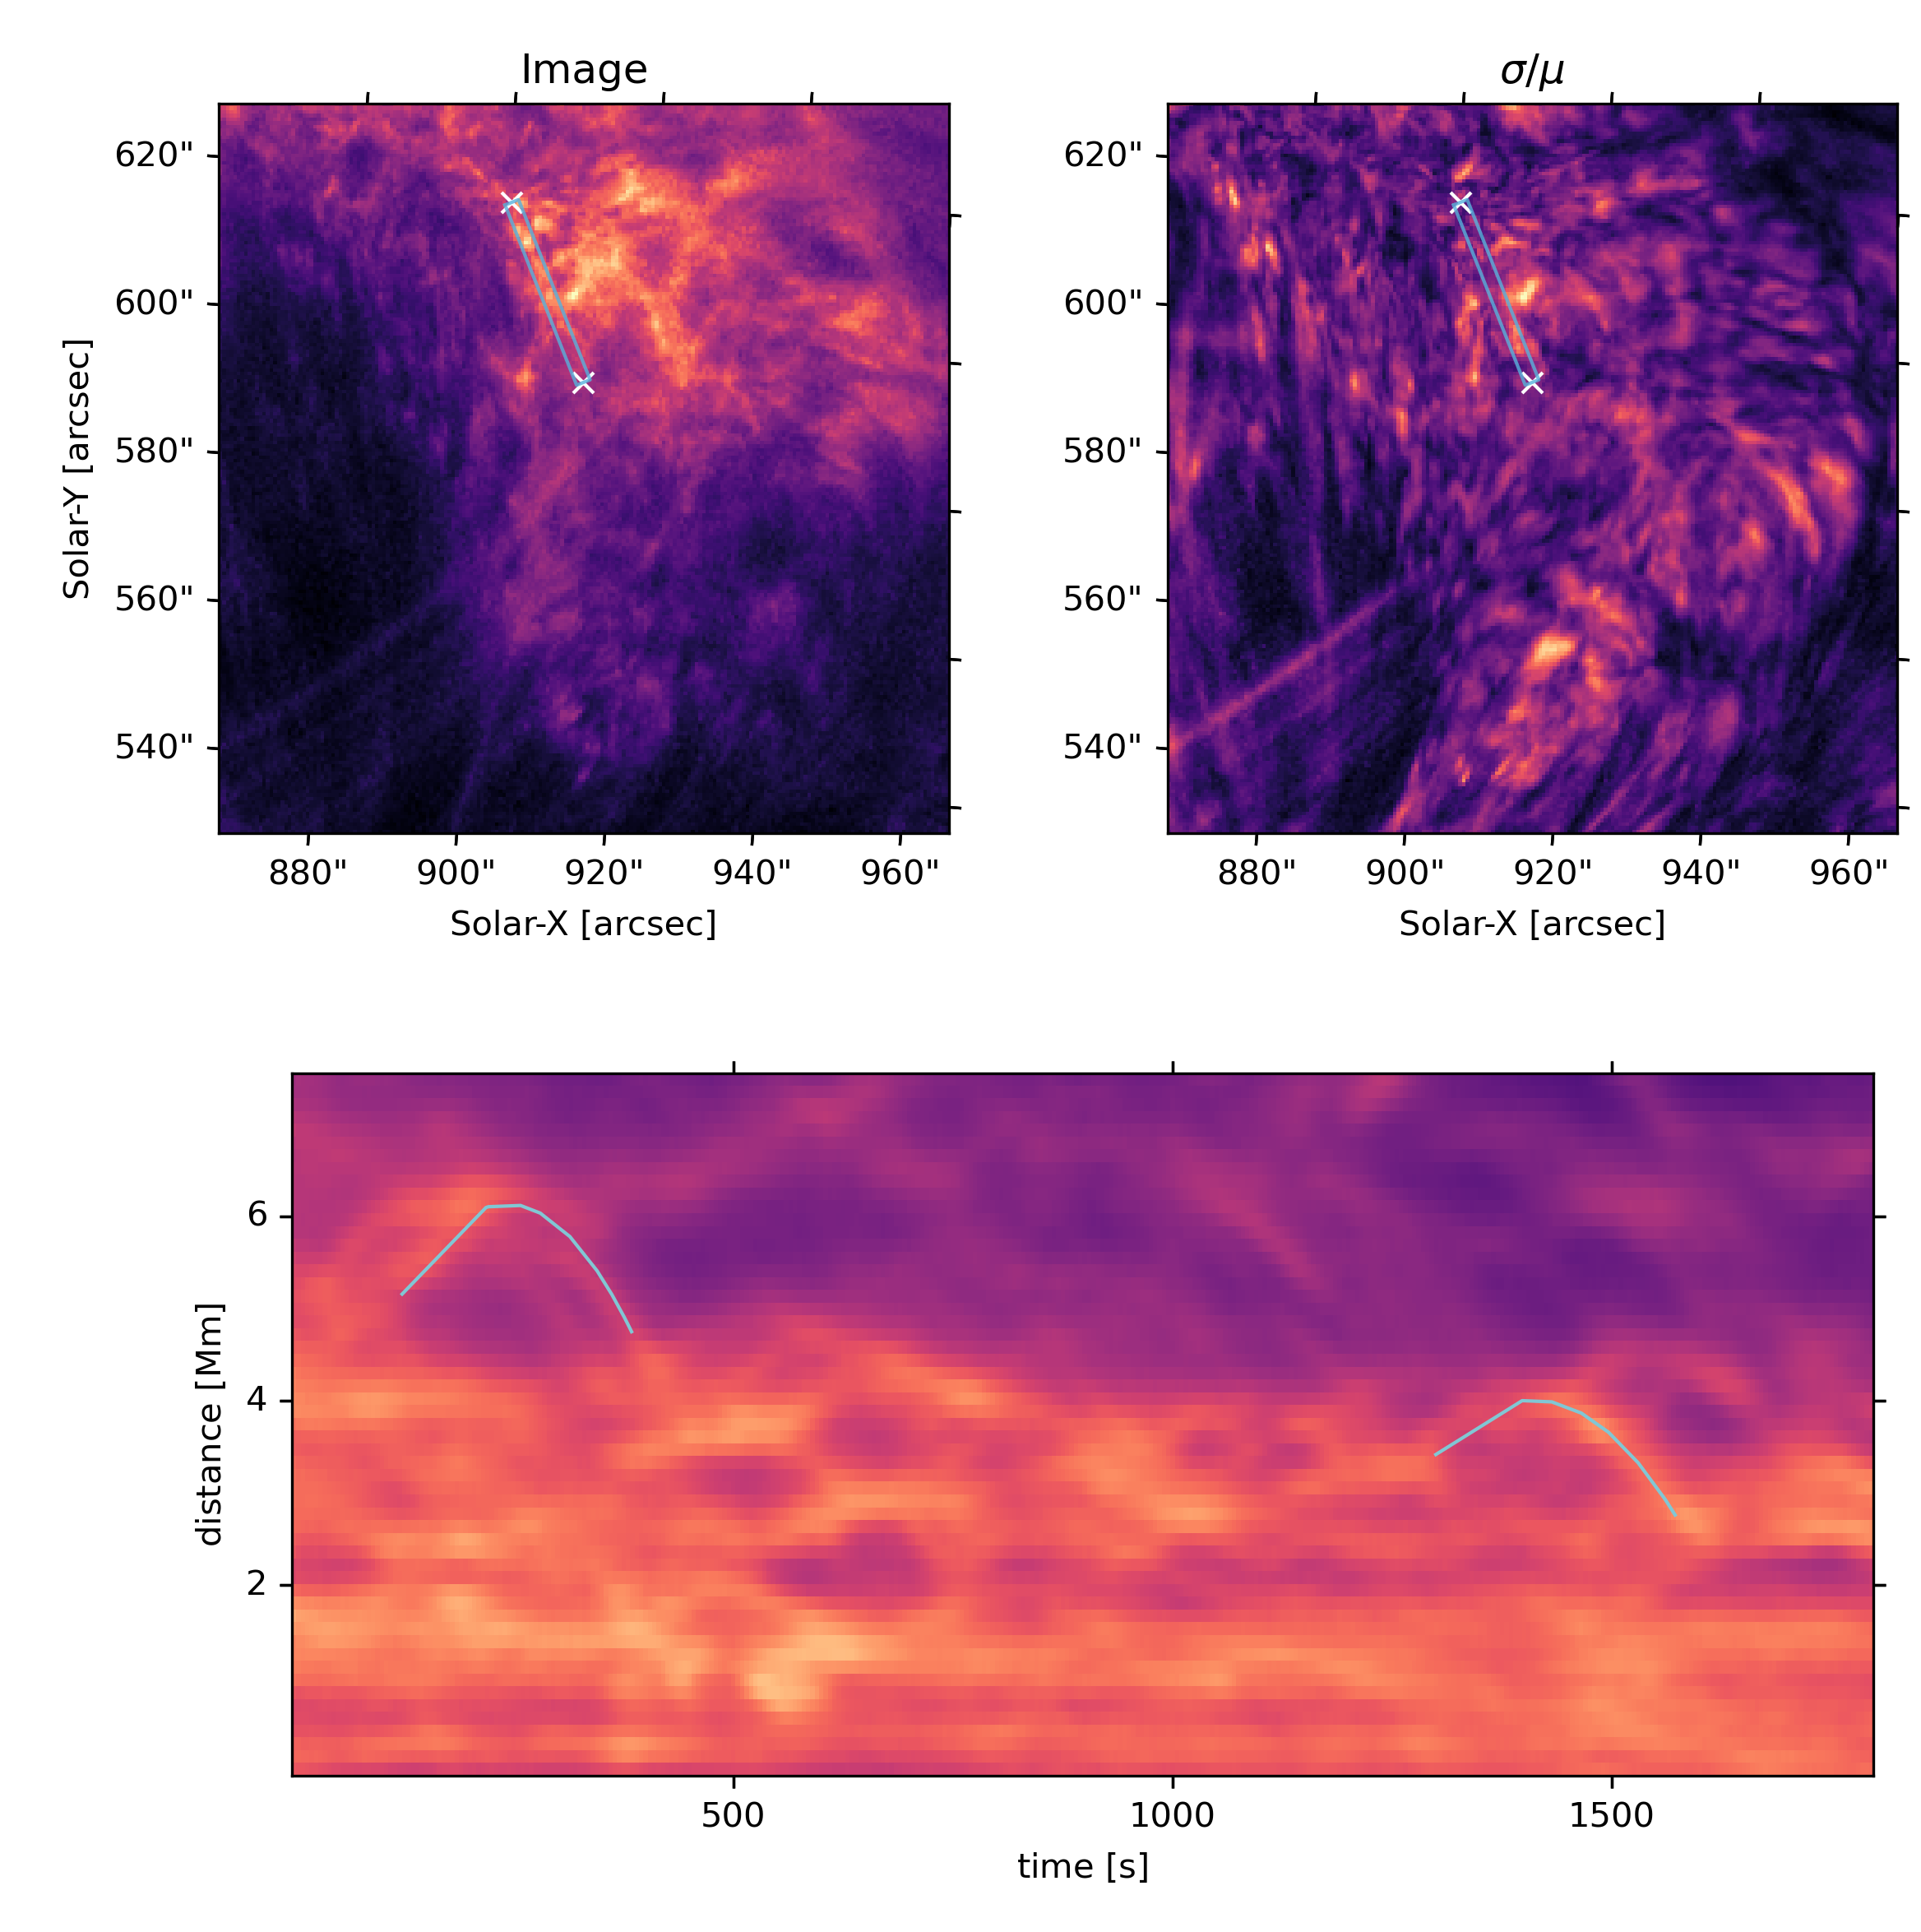 Image
σ/μ
620"
600"
580"
560"
540"
Solar-Y [arcsec]
880" 900" 920" 940" 960"
Solar-X [arcsec]
620"
600"
580"
560"
540"
880" 900" 920" 940" 960"
Solar-X [arcsec]
6
4
2
distance [Mm]
500 1000 1500
time [s]